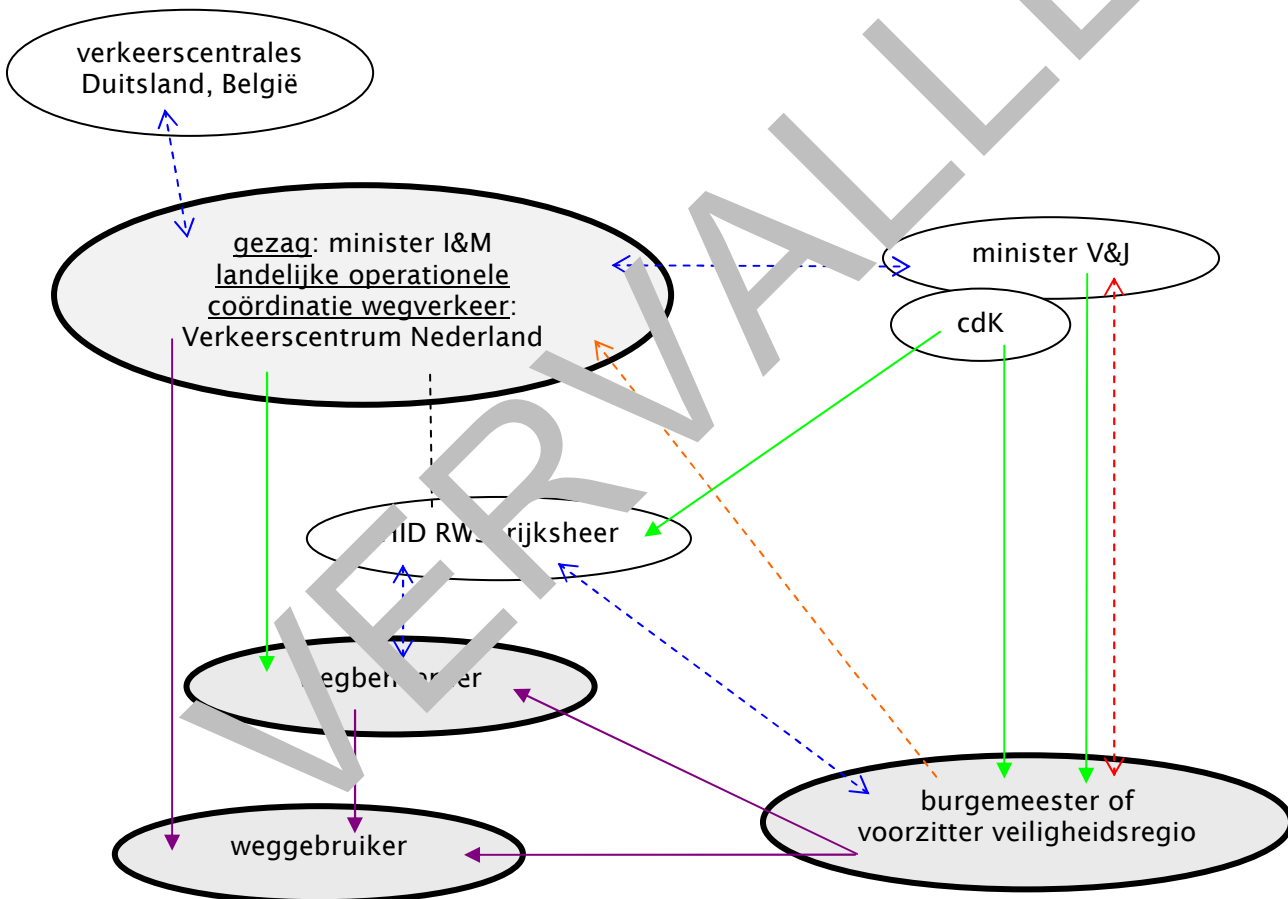 verkeerscentrales
Duitsland, België
gezag: minister I&M
landelijke operationele
coördinatie wegverkeer:
Verkeerscentrum Nederland
minister V&J
cdK
rijksheer
weggebruiker
burgemeester of
voorzitter veiligheidsregio
VERVALLE